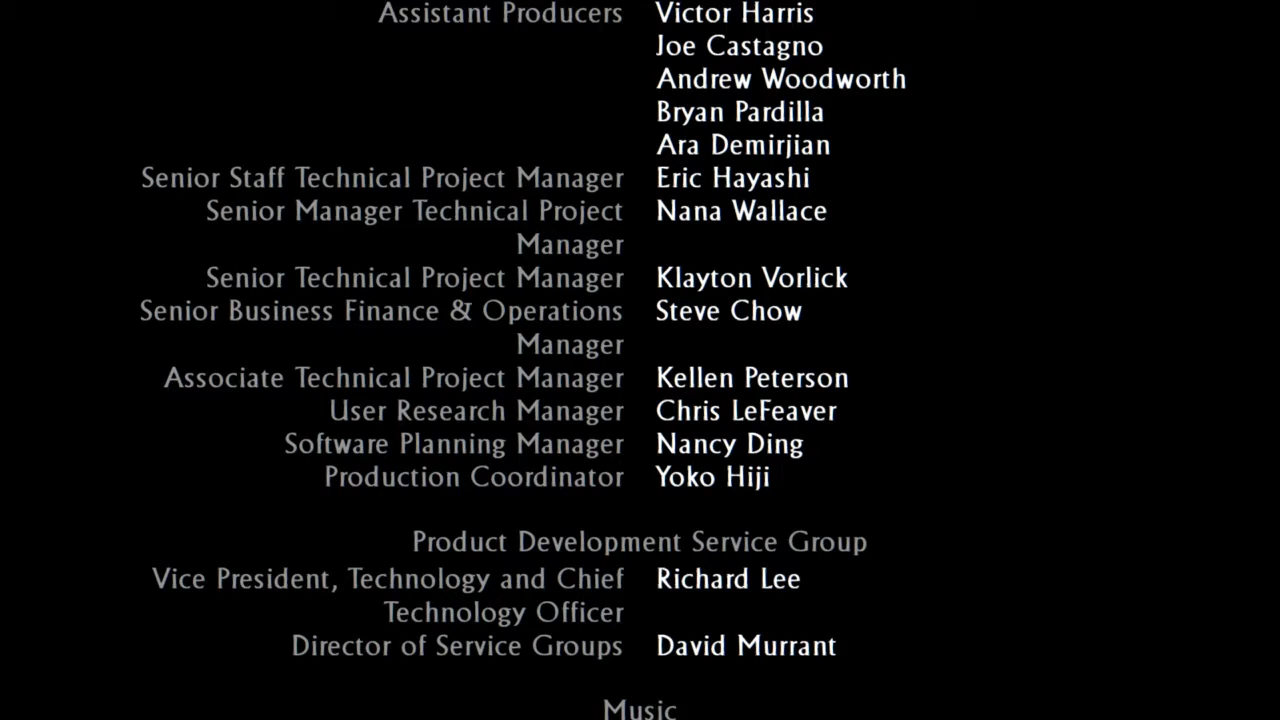 Assistant Producers Victor Harris
Joe Castagno
Andrew Woodworth
Bryan Pardilla
Ara Demirjian
Senior Staff Technical Project Manager Eric Hayashi
Senior Manager Technical Project Nana Wallace
Manager
Senior Technical Project Manager Klayton Vorlick
Senior Business Finance & Operations Steve Chow
Manager
Associate Technical Project Manager Kellen Peterson
User Research Manager Chris LeFeaver
Software Planning Manager Nancy Ding
Production Coordinator Yoko Hiji
Product Development Service Group
Vice President, Technology and Chief Richard Lee
Technology Officer
Director of Service Groups David Murrant
Music